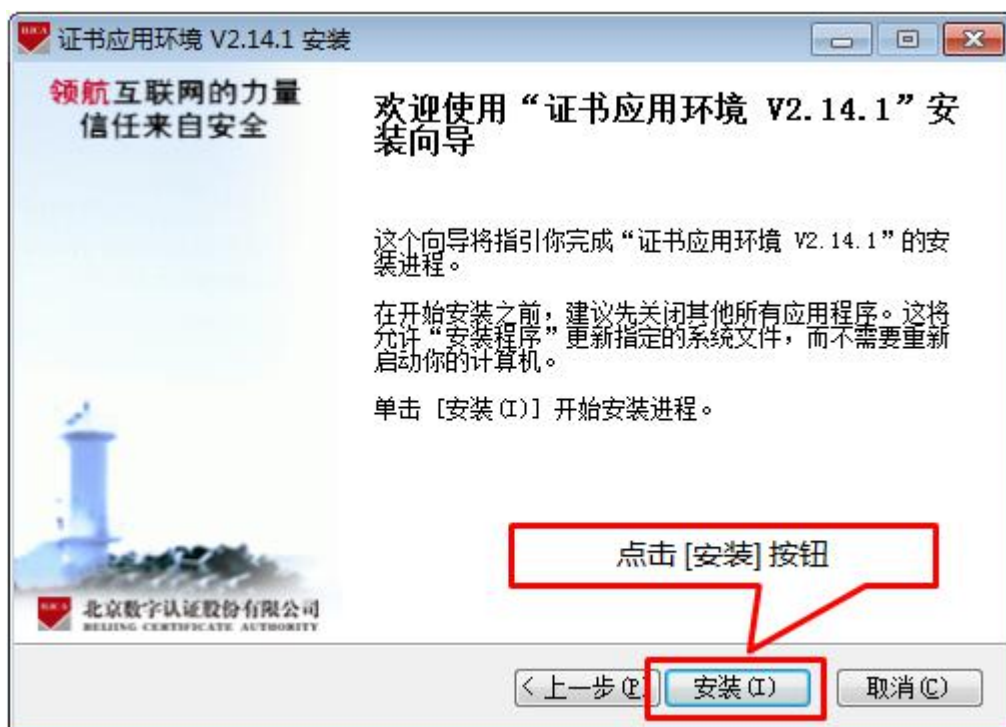 BJCA
证书应用环境 V2.14.1 安装
领航互联网的力量
信任来自安全
欢迎使用“证书应用环境 V2.14.1”安
装向导
这个向导将指引你完成“证书应用环境 V2.14.1”的安
装进程。
在开始安装之前，建议先关闭其他所有应用程序。这将
允许“安装程序”更新指定的系统文件，而不需要重新
启动你的计算机。
单击 [安装(I)] 开始安装进程。
点击 [安装] 按钮
BJCA
北京数字认证股份有限公司
BEIJING CERTIFICATE AUTHORITY
< 上一步(P)
安装(I)
取消(C)